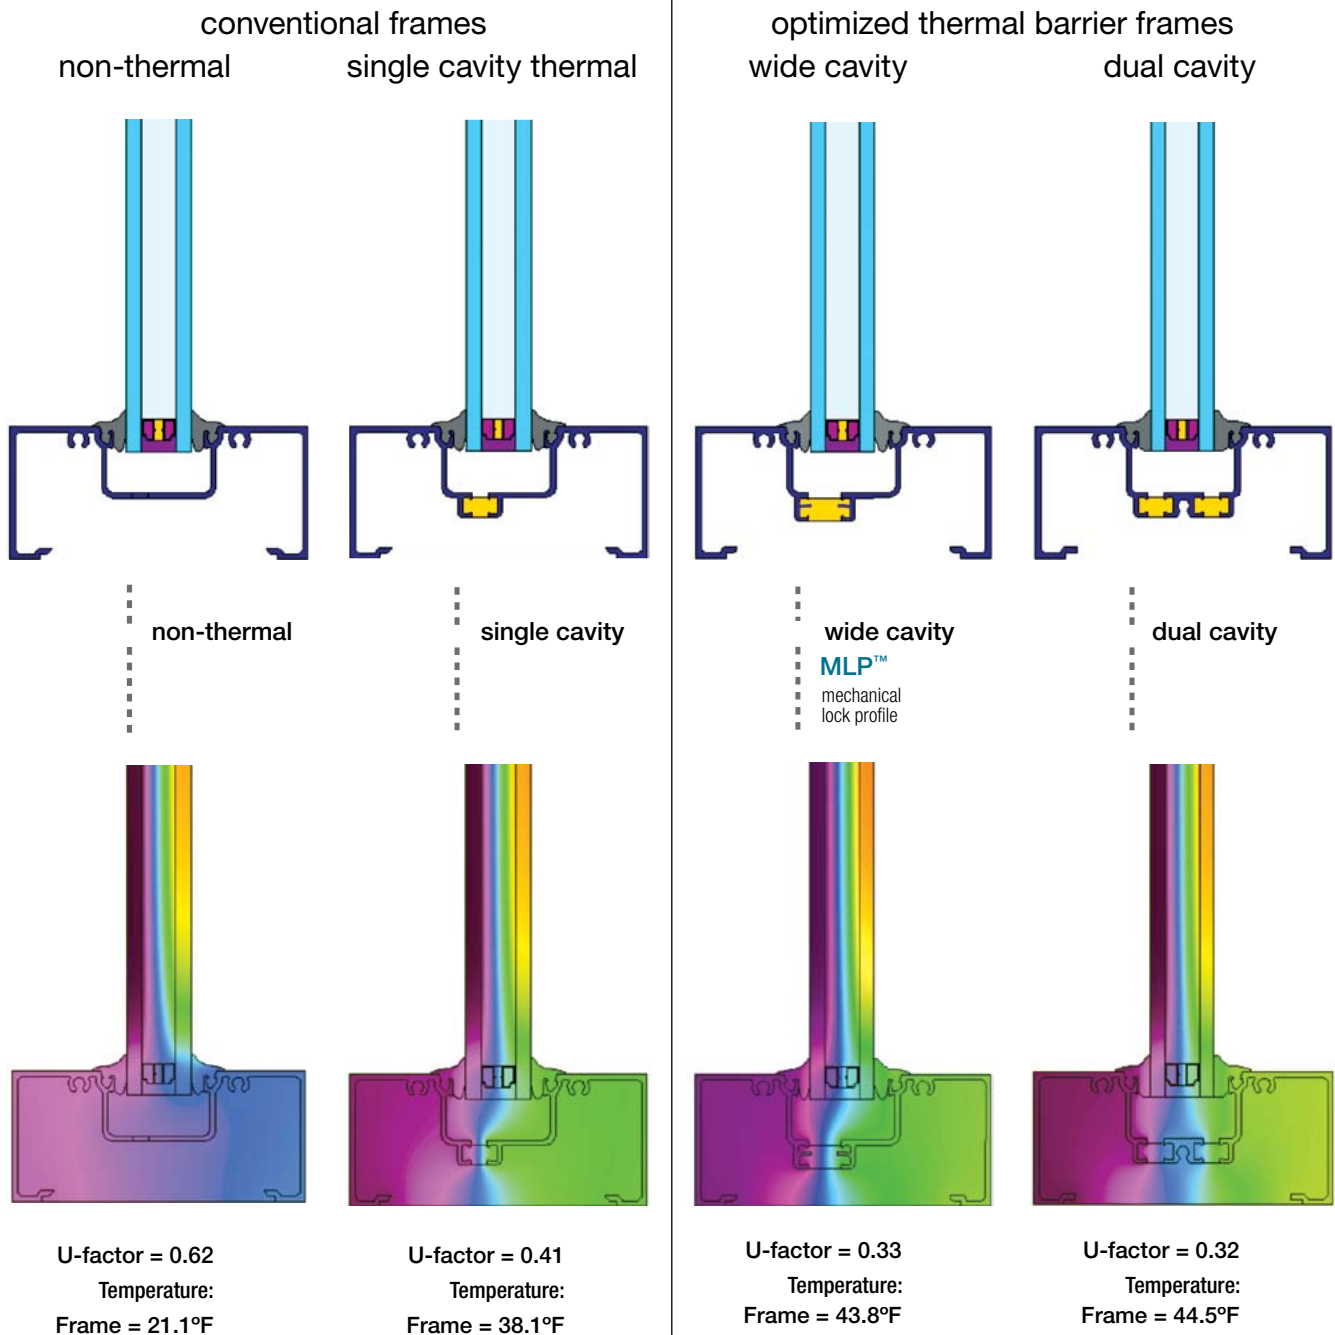 conventional frames
non-thermal
single cavity thermal
optimized thermal barrier frames
wide cavity
dual cavity
non-thermal
single cavity
wide cavity
MLP™
mechanical
lock profile
dual cavity
U-factor = 0.62
Temperature:
Frame = 21.1ºF
U-factor = 0.41
Temperature:
Frame = 38.1ºF
U-factor = 0.33
Temperature:
Frame = 43.8ºF
U-factor = 0.32
Temperature:
Frame = 44.5ºF